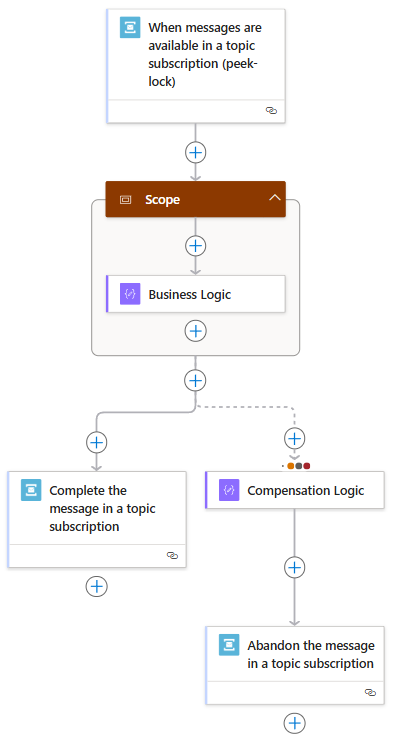 When messages are
available in a topic
subscription (peek-
lock)
Scope
Business Logic
Complete the
message in a topic
subscription
Compensation Logic
Abandon the message
in a topic subscription